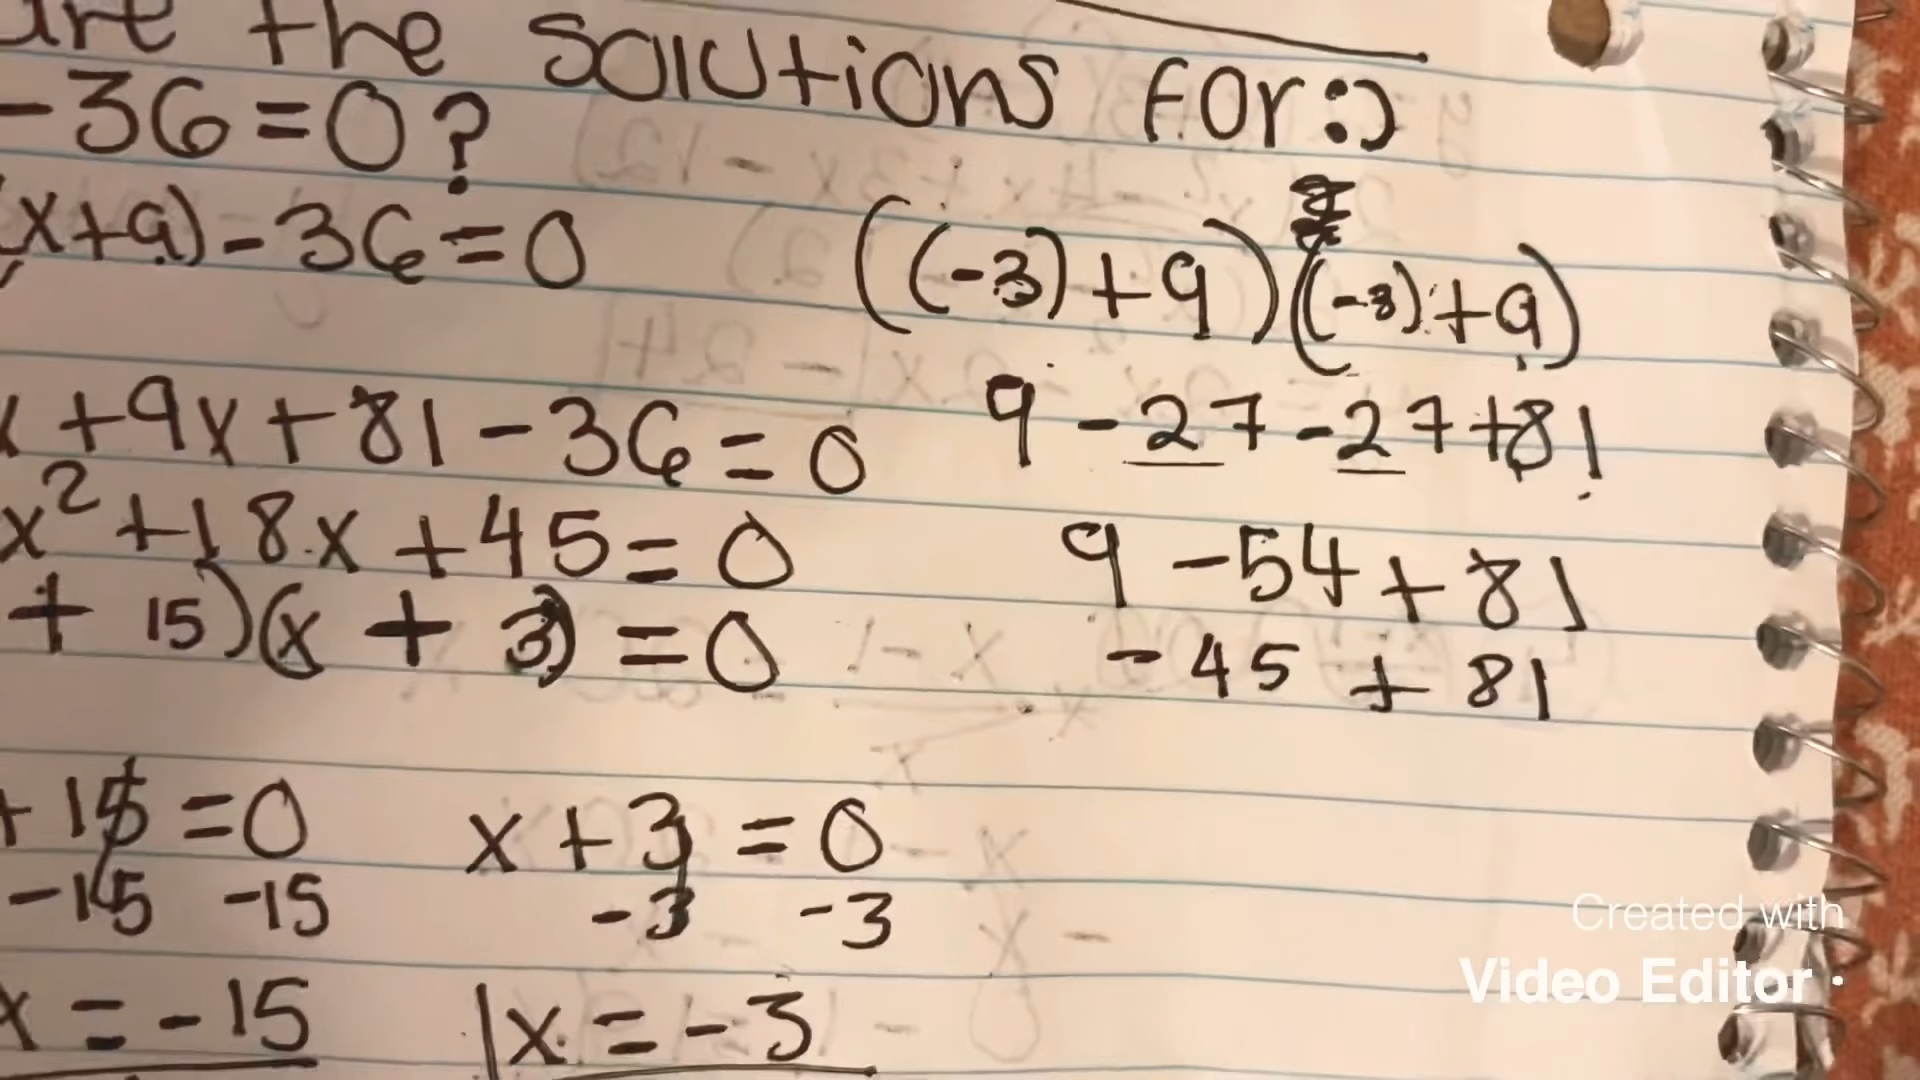 are the solutions for:)
-36=0?
(x+9)-36=0
x+9x+81-36=0
x²+18x+45=0
+ 15)(x + 3) = 0
+15=0
-15 -15
x = -15
x+3=0
-3 -3
x = -3
((-3)+9)((-3)+9)
9-27-27+81
9-54+81
-45 + 81
Created with
Video Editor